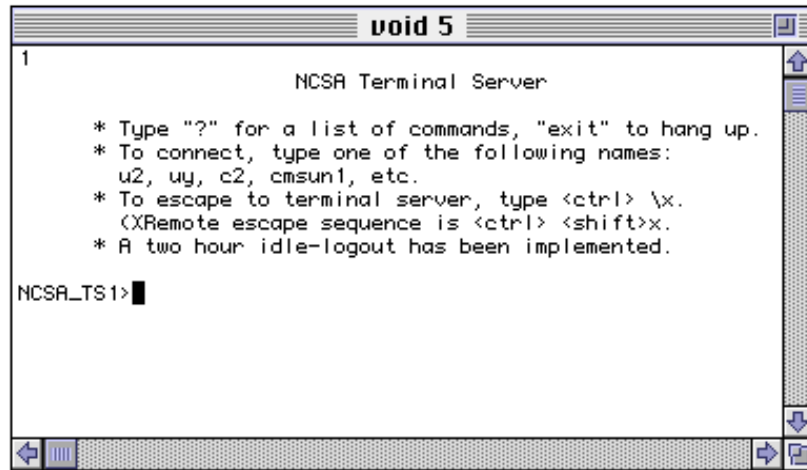 void 5
1
NCSA Terminal Server
* Type "?" for a list of commands, "exit" to hang up.
* To connect, type one of the following names:
u2, uy, c2, cmsun1, etc.
* To escape to terminal server, type <ctrl> \x.
(XRemote escape sequence is <ctrl> <shift>x.
* A two hour idle-logout has been implemented.
NCSA_TS1>